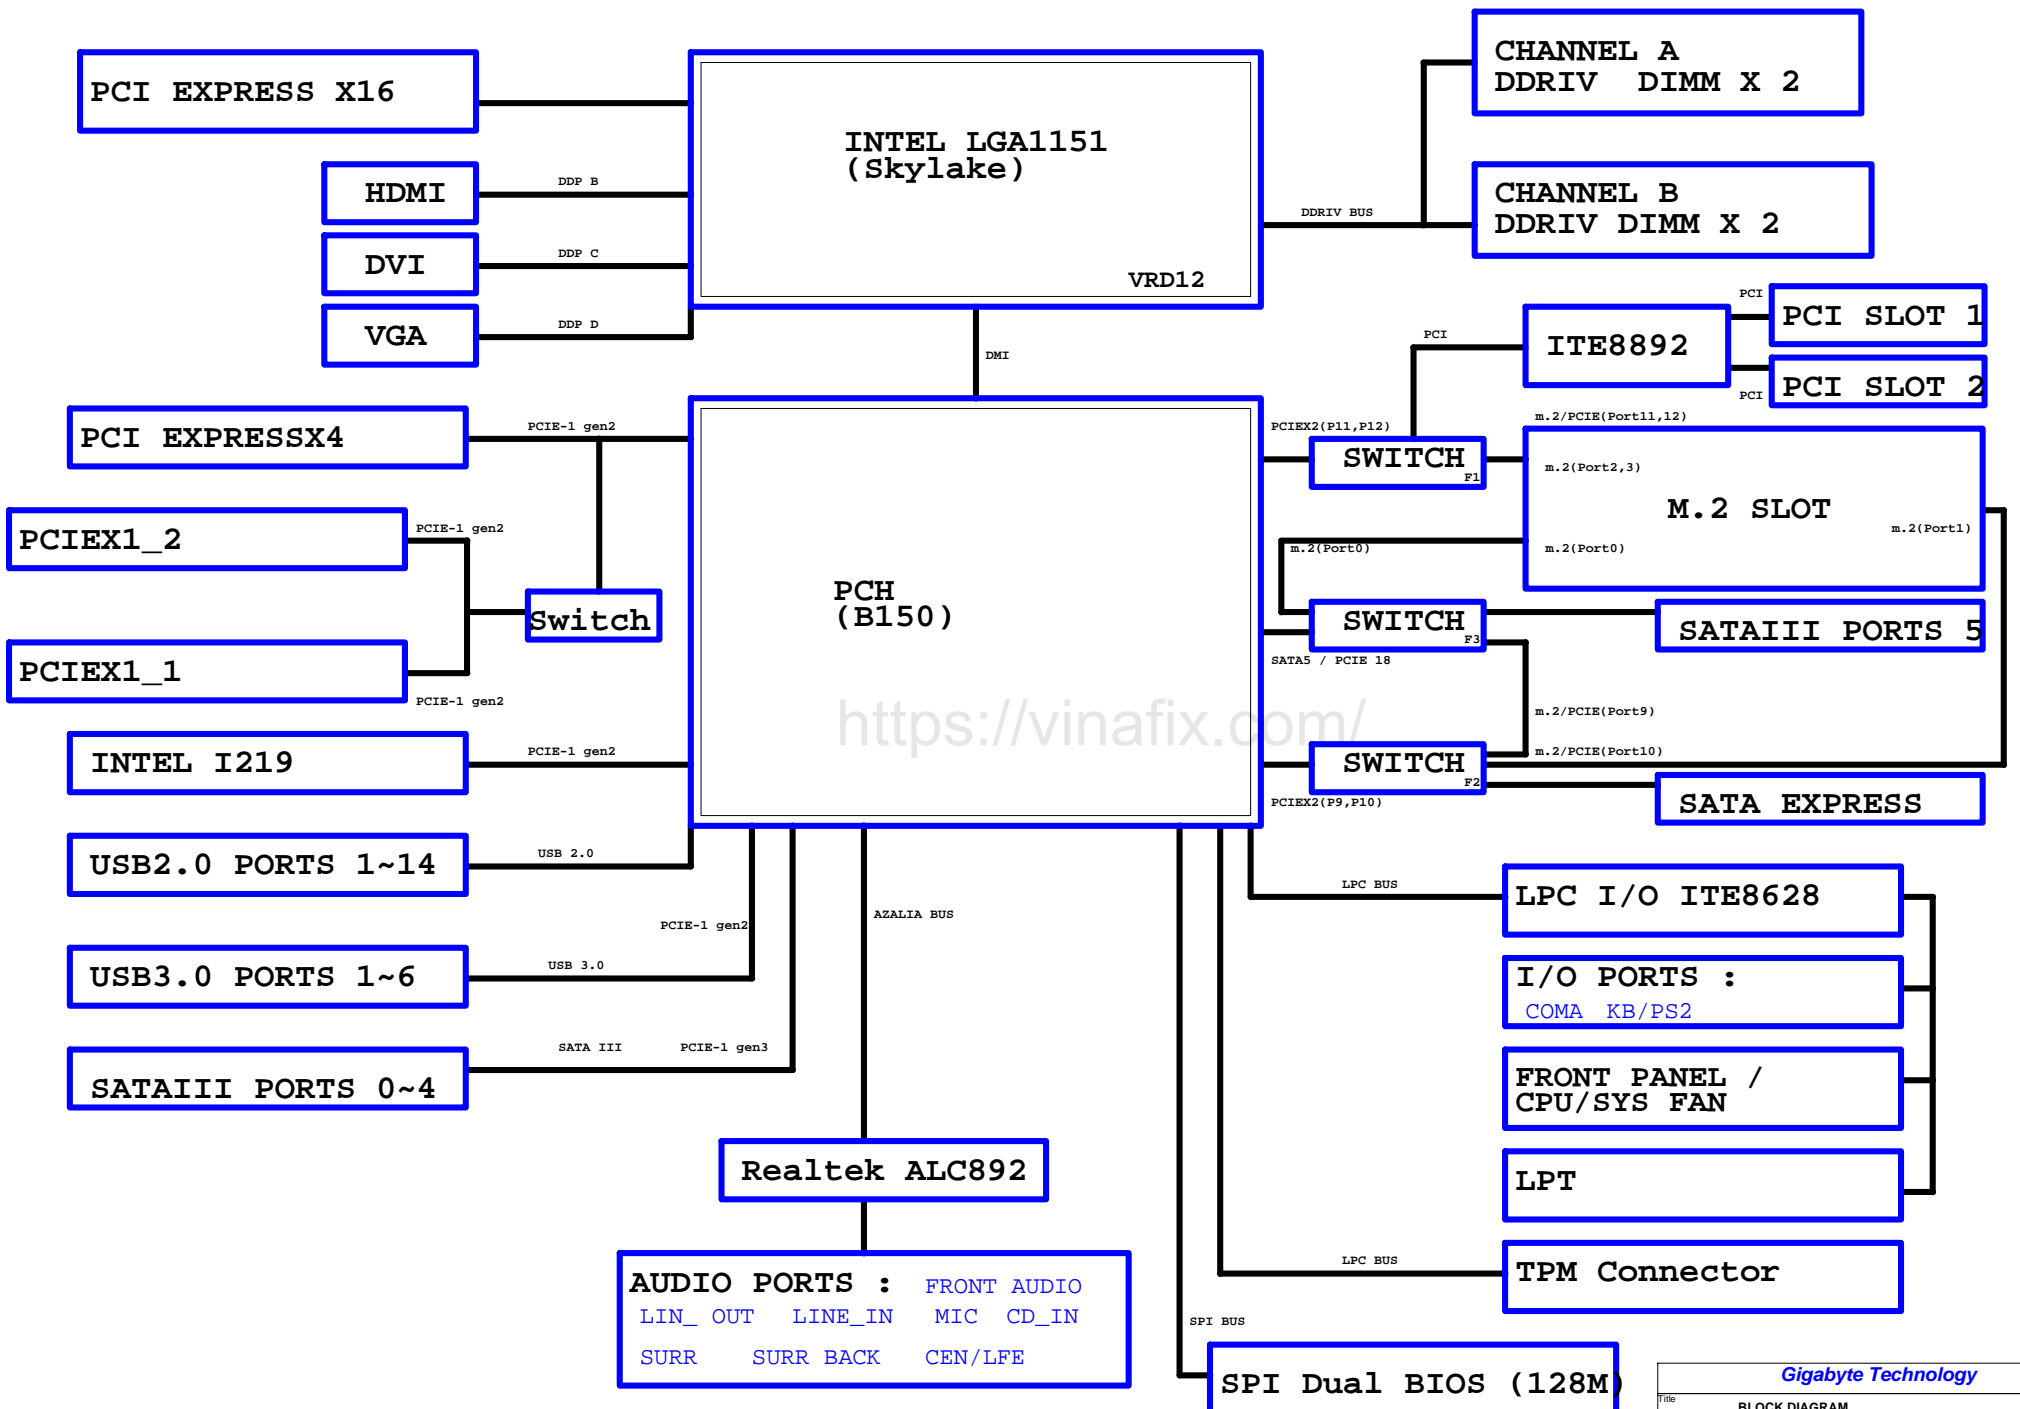 PCI EXPRESS X16
HDMI
DDP B
DVI
DDP C
VGA
DDP D
INTEL LGA1151
(Skylake)
VRD12
DDRIV BUS
CHANNEL A
DDRIV DIMM X 2
CHANNEL B
DDRIV DIMM X 2
DMI
PCI
ITE8892
PCI
PCI SLOT 1
PCI SLOT 2
PCI
PCI EXPRESSX4
PCIE-1 gen2
PCIEX1_2
PCIE-1 gen2
Switch
PCIEX1_1
PCIE-1 gen2
INTEL I219
PCIE-1 gen2
USB2.0 PORTS 1~14
USB 2.0
PCIE-1 gen2
USB3.0 PORTS 1~6
USB 3.0
SATAIII PORTS 0~4
SATA III
PCIE-1 gen3
PCH
(B150)
https://vinafix.com/
PCIEX2(P11,P12)
SWITCH
F1
m.2/PCIE(Port11,12)
m.2(Port2,3)
M.2 SLOT
m.2(Port1)
m.2(Port0)
m.2(Port0)
SWITCH
F3
SATA5 / PCIE 18
SATAIII PORTS 5
m.2/PCIE(Port9)
m.2/PCIE(Port10)
SWITCH
F2
PCIEX2(P9,P10)
SATA EXPRESS
AZALIA BUS
Realtek ALC892
AUDIO PORTS : FRONT AUDIO
LIN_ OUT LINE_IN MIC CD_IN
SURR SURR BACK CEN/LFE
LPC BUS
LPC I/O ITE8628
I/O PORTS :
COMA KB/PS2
FRONT PANEL /
CPU/SYS FAN
LPT
LPC BUS
TPM Connector
SPI BUS
SPI Dual BIOS (128M)
Gigabyte Technology
Title
BLOCK DIAGRAM